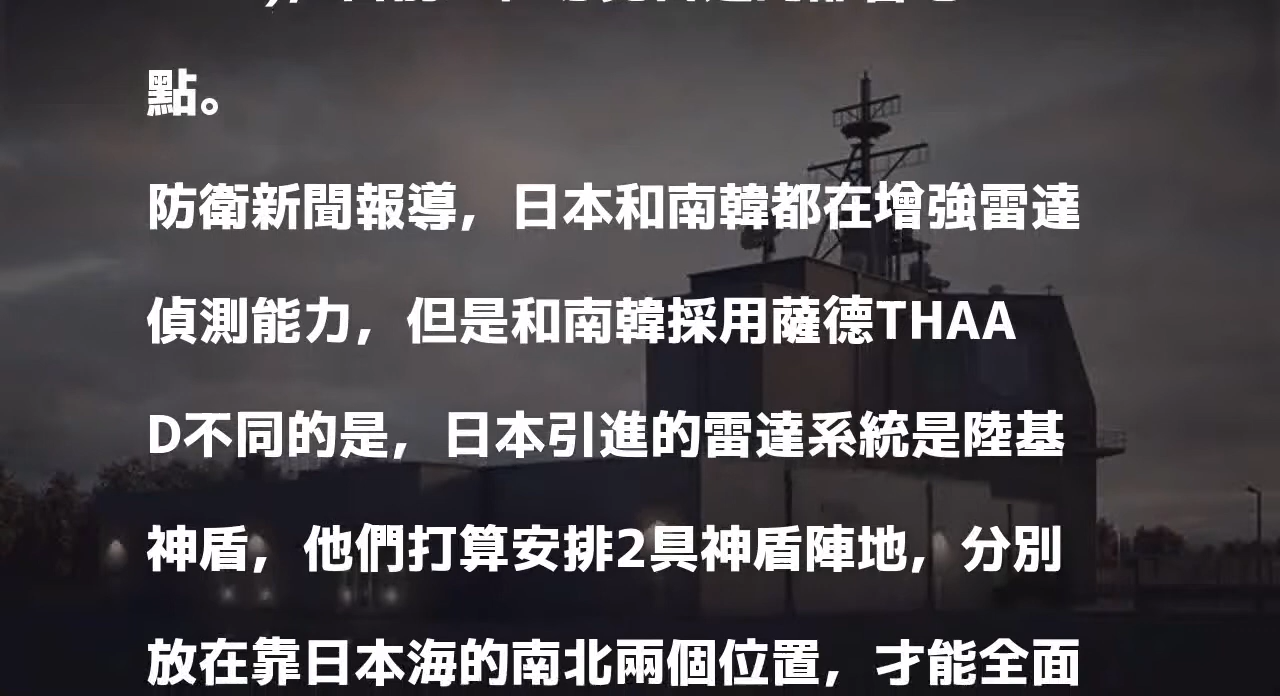 點。
防衛新聞報導，日本和南韓都在增強雷達
偵測能力，但是和南韓採用薩德THAA
D不同的是，日本引進的雷達系統是陸基
神盾，他們打算安排2具神盾陣地，分別
放在靠日本海的南北兩個位置，才能全面